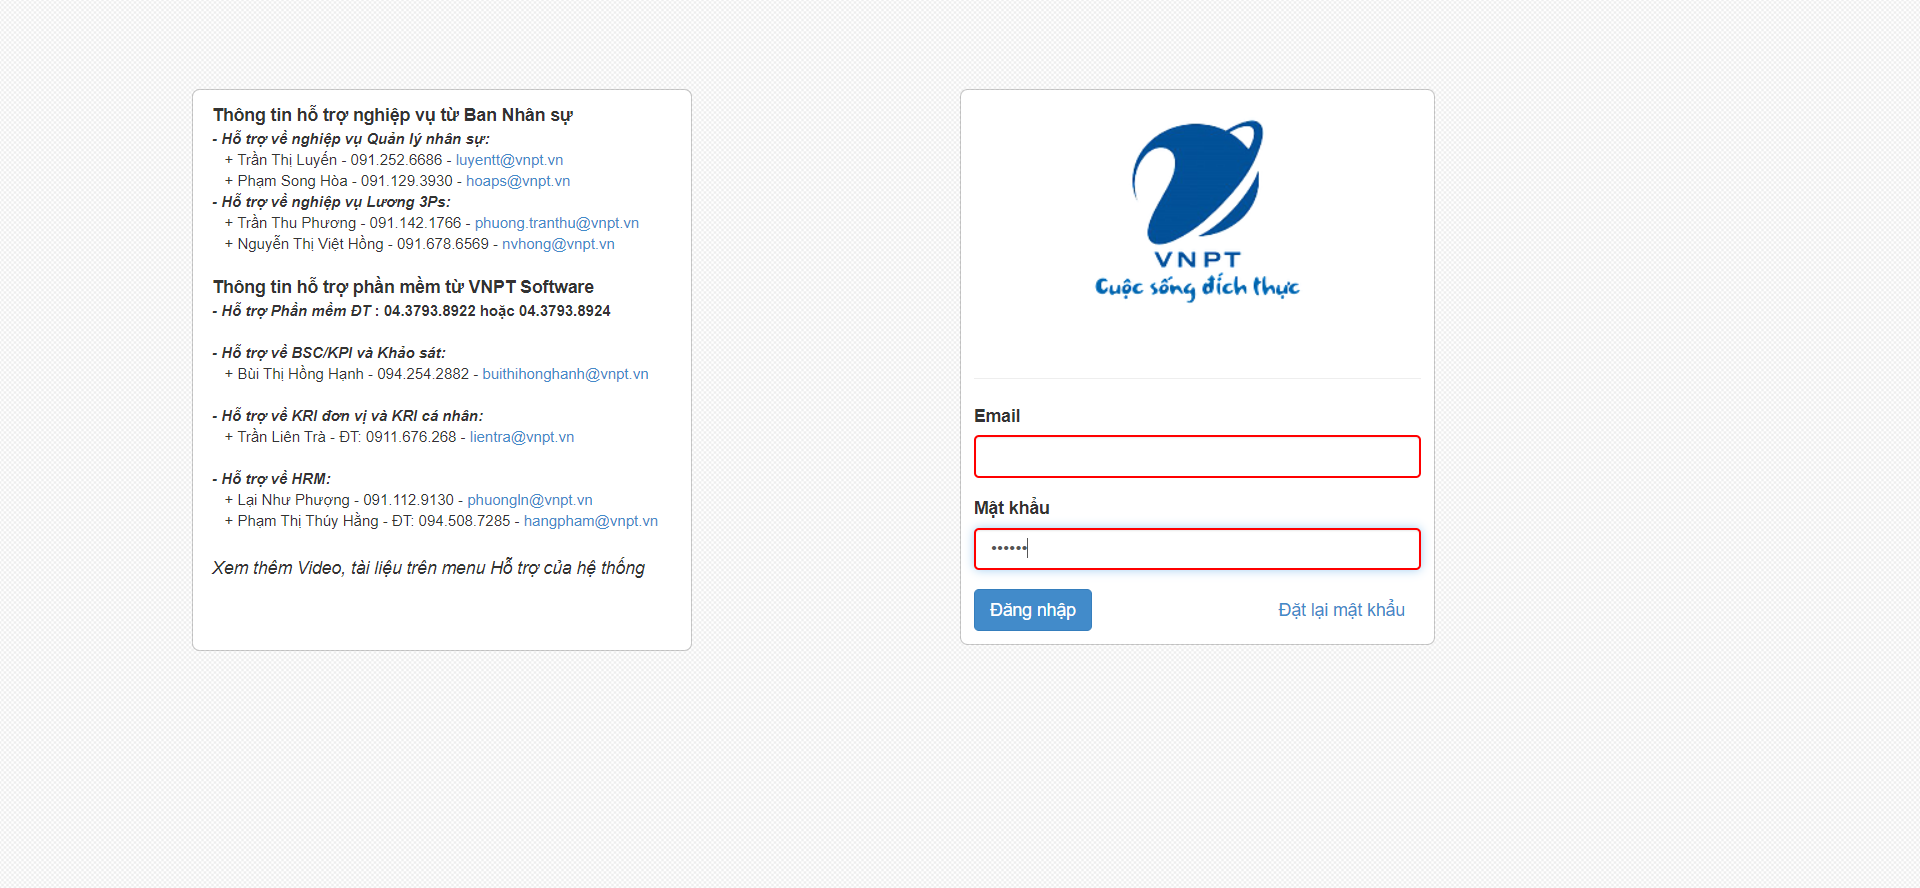 Thông tin hỗ trợ nghiệp vụ từ Ban Nhân sự
- Hỗ trợ về nghiệp vụ Quản lý nhân sự:
+ Trần Thị Luyến - 091.252.6686 - luyentt@vnpt.vn
+ Phạm Song Hòa - 091.129.3930 - hoaps@vnpt.vn
- Hỗ trợ về nghiệp vụ Lương 3Ps:
+ Trần Thu Phương - 091.142.1766 - phuong.tranthu@vnpt.vn
+ Nguyễn Thị Việt Hồng - 091.678.6569 - nvhong@vnpt.vn
Thông tin hỗ trợ phần mềm từ VNPT Software
- Hỗ trợ Phần mềm ĐT : 04.3793.8922 hoặc 04.3793.8924
- Hỗ trợ về BSC/KPI và Khảo sát:
+ Bùi Thị Hồng Hạnh - 094.254.2882 - buithihonghanh@vnpt.vn
- Hỗ trợ về KRI đơn vị và KRI cá nhân:
+ Trần Liên Trà - ĐT: 0911.676.268 - lientra@vnpt.vn
- Hỗ trợ về HRM:
+ Lại Như Phượng - 091.112.9130 - phuongln@vnpt.vn
+ Phạm Thị Thúy Hằng - ĐT: 094.508.7285 - hangpham@vnpt.vn
Xem thêm Video, tài liệu trên menu Hỗ trợ của hệ thống
VNPT
Cuộc sống đích thực
Email
Mật khẩu
••••••
Đăng nhập
Đặt lại mật khẩu